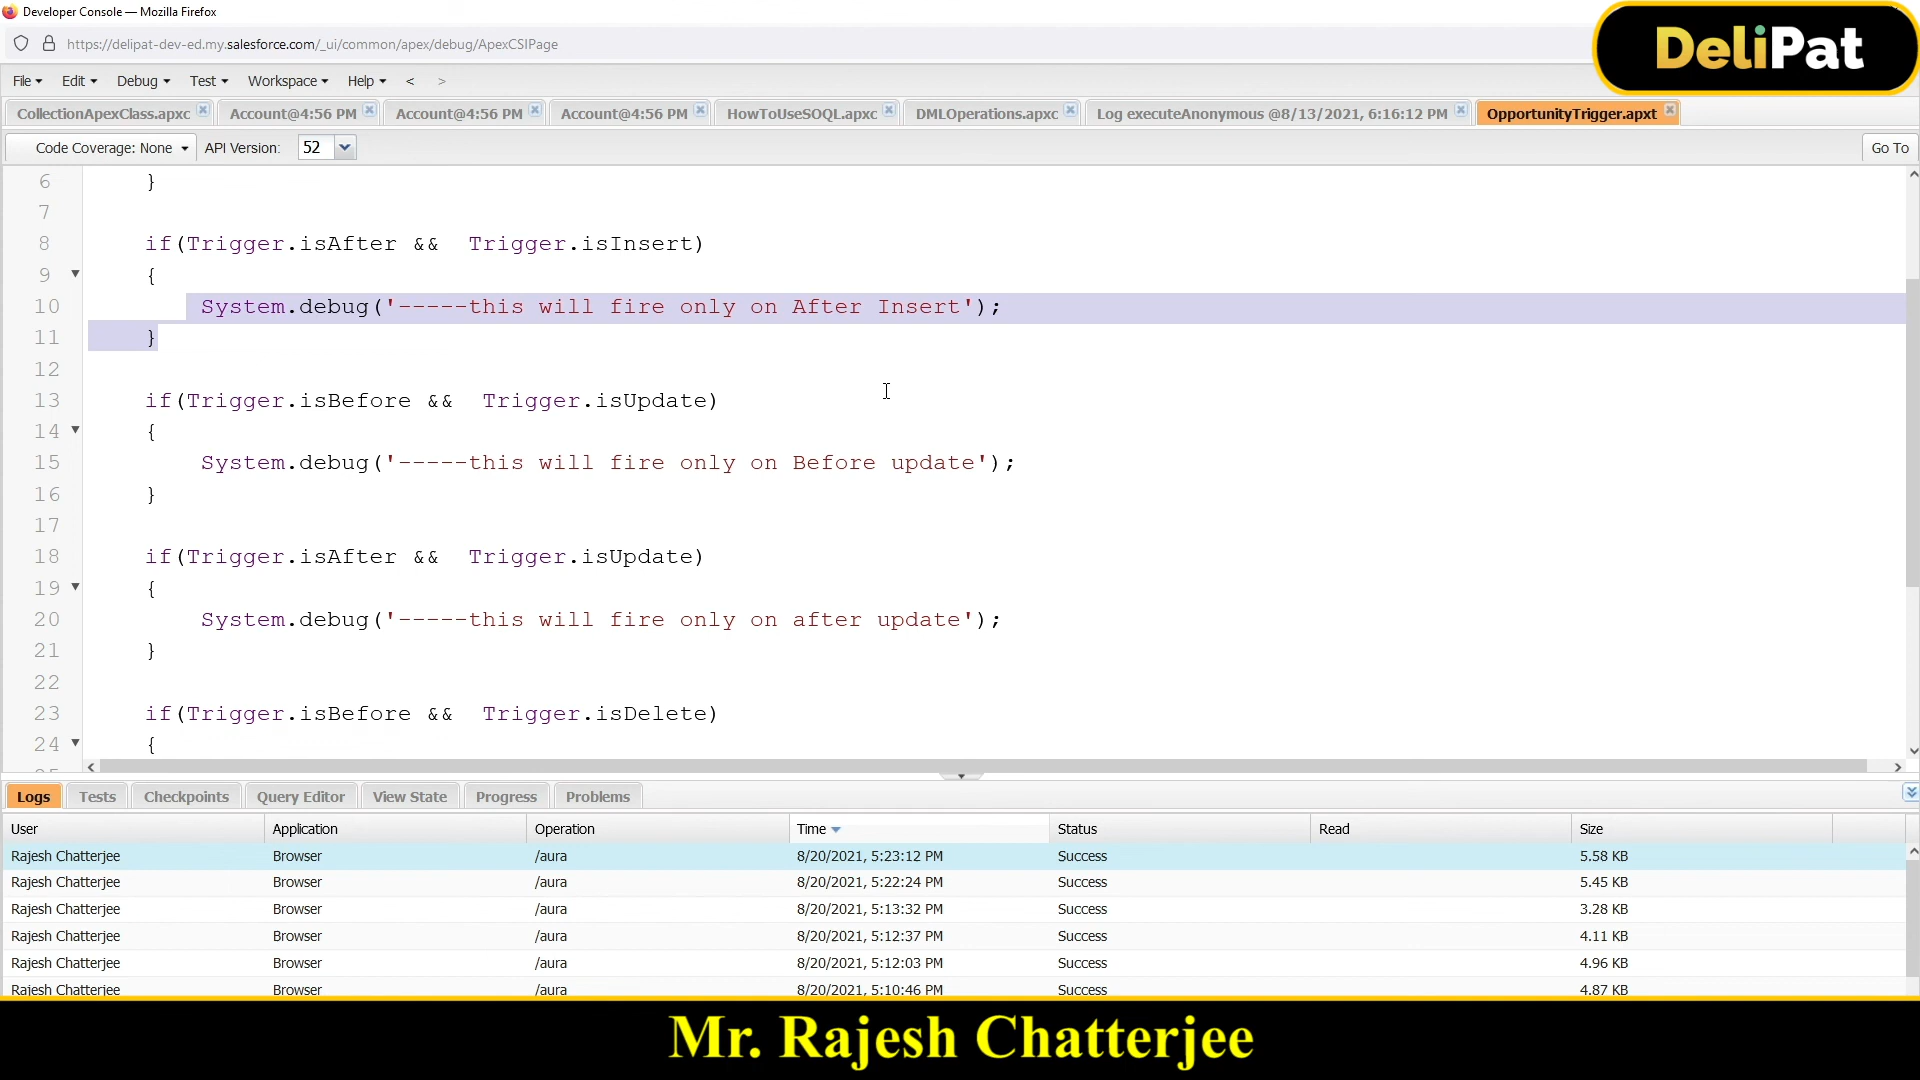 Developer Console — Mozilla Firefox
https://delipat-dev-ed.my.salesforce.com/_ui/common/apex/debug/ApexCSIPage
DeliPat
File Edit Debug Test Workspace Help < >
CollectionApexClass.apxc Account@4:56 PM Account@4:56 PM Account@4:56 PM HowToUseSOQL.apxc DMLOperations.apxc Log executeAnonymous @8/13/2021, 6:16:12 PM OpportunityTrigger.apxt
Code Coverage: None API Version: 52 Go To
6 }
7
8 if(Trigger.isAfter && Trigger.isInsert)
9 {
10 System.debug('-----this will fire only on After Insert');
11 }
12
13 if(Trigger.isBefore && Trigger.isUpdate)
14 {
15 System.debug('-----this will fire only on Before update');
16 }
17
18 if(Trigger.isAfter && Trigger.isUpdate)
19 {
20 System.debug('-----this will fire only on after update');
21 }
22
23 if(Trigger.isBefore && Trigger.isDelete)
24 {
Logs Tests Checkpoints Query Editor View State Progress Problems
User Application Operation Time Status Read Size
Rajesh Chatterjee Browser /aura 8/20/2021, 5:23:12 PM Success 5.58 KB
Rajesh Chatterjee Browser /aura 8/20/2021, 5:22:24 PM Success 5.45 KB
Rajesh Chatterjee Browser /aura 8/20/2021, 5:13:32 PM Success 3.28 KB
Rajesh Chatterjee Browser /aura 8/20/2021, 5:12:37 PM Success 4.11 KB
Rajesh Chatterjee Browser /aura 8/20/2021, 5:12:03 PM Success 4.96 KB
Rajesh Chatterjee Browser /aura 8/20/2021, 5:10:46 PM Success 4.87 KB
Mr. Rajesh Chatterjee